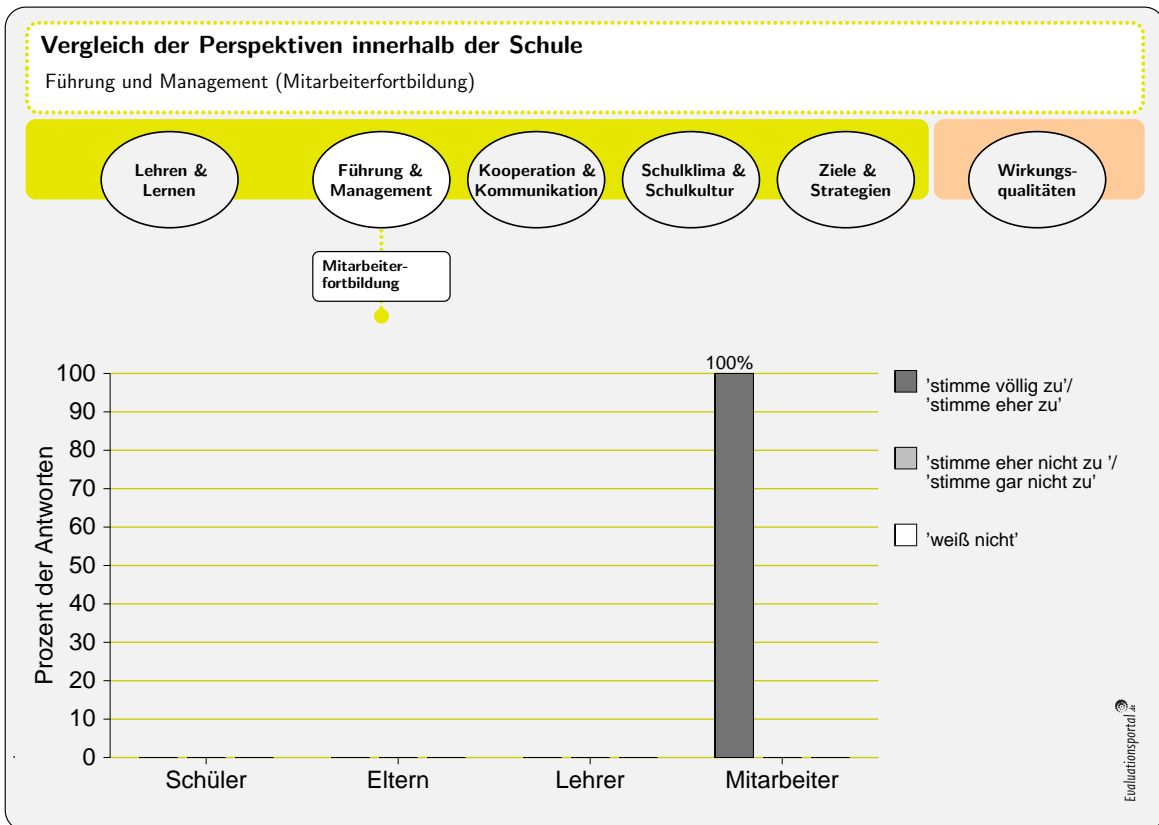 Vergleich der Perspektiven innerhalb der Schule
Führung und Management (Mitarbeiterfortbildung)
Lehren &
Lernen
Führung &
Management
Kooperation &
Kommunikation
Schulklima &
Schulkultur
Ziele &
Strategien
Wirkungs-
qualitäten
Mitarbeiter-
fortbildung
Prozent der Antworten
100
90
80
70
60
50
40
30
20
10
0
100%
Schüler
Eltern
Lehrer
Mitarbeiter
’stimme völlig zu’/
’stimme eher zu’
’stimme eher nicht zu ’/
’stimme gar nicht zu’
’weiß nicht’
Evaluationsportal.de